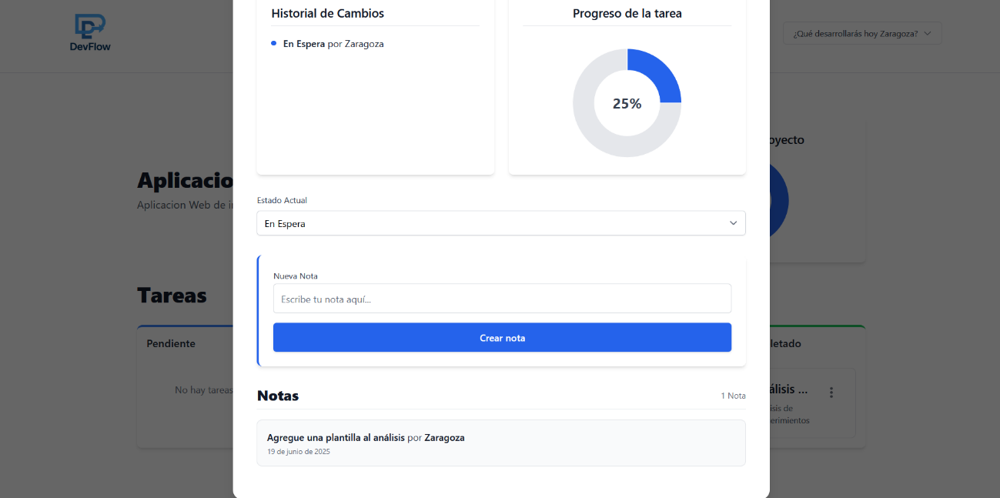 DevFlow
¿Qué desarrollarás hoy Zaragoza?
Historial de Cambios
En Espera por Zaragoza
Progreso de la tarea
25%
oyecto
Aplicacio
Aplicacion Web de i
Estado Actual
En Espera
Nueva Nota
Escribe tu nota aquí...
Crear nota
Tareas
Pendiente
No hay tareas
letado
álisis ...
isis de
erimientos
Notas
1 Nota
Agregue una plantilla al análisis por Zaragoza
19 de junio de 2025